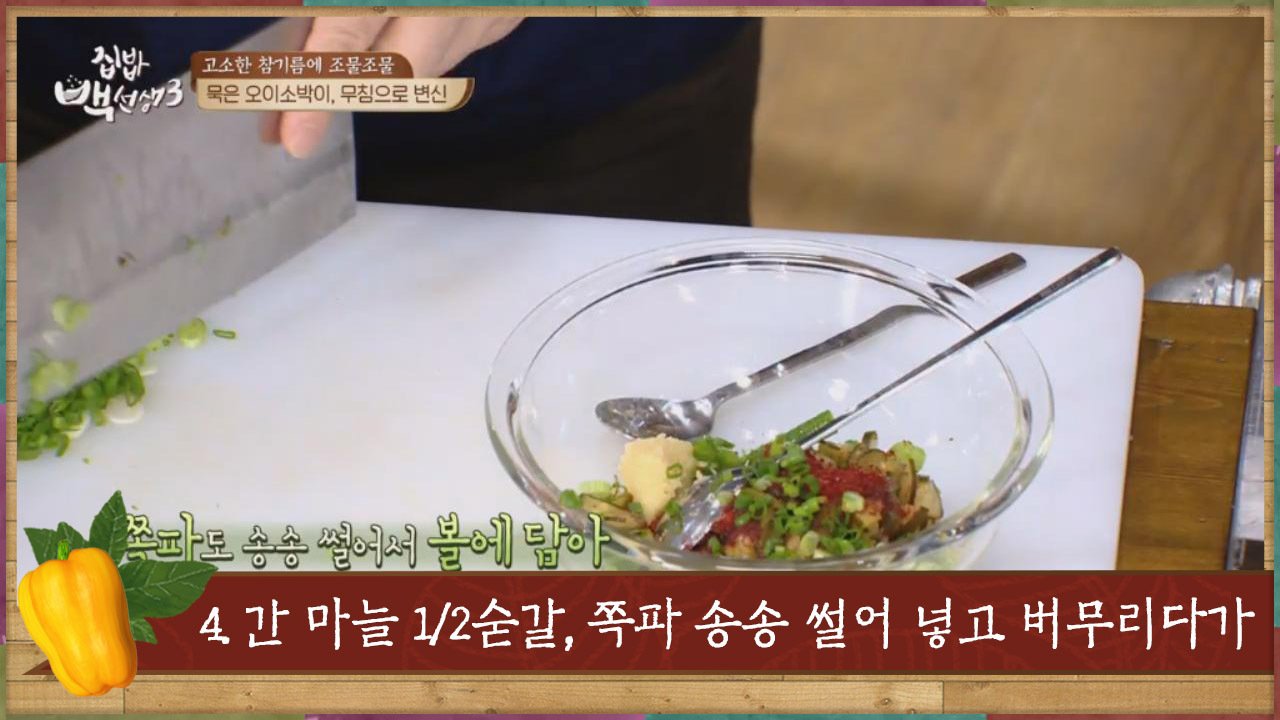 집밥
백선생3
고소한 참기름에 조물조물
묵은 오이소박이, 무침으로 변신
쪽파도 송송 썰어서 볼에 담아
4. 간 마늘 1/2숟갈, 쪽파 송송 썰어 넣고 버무리다가